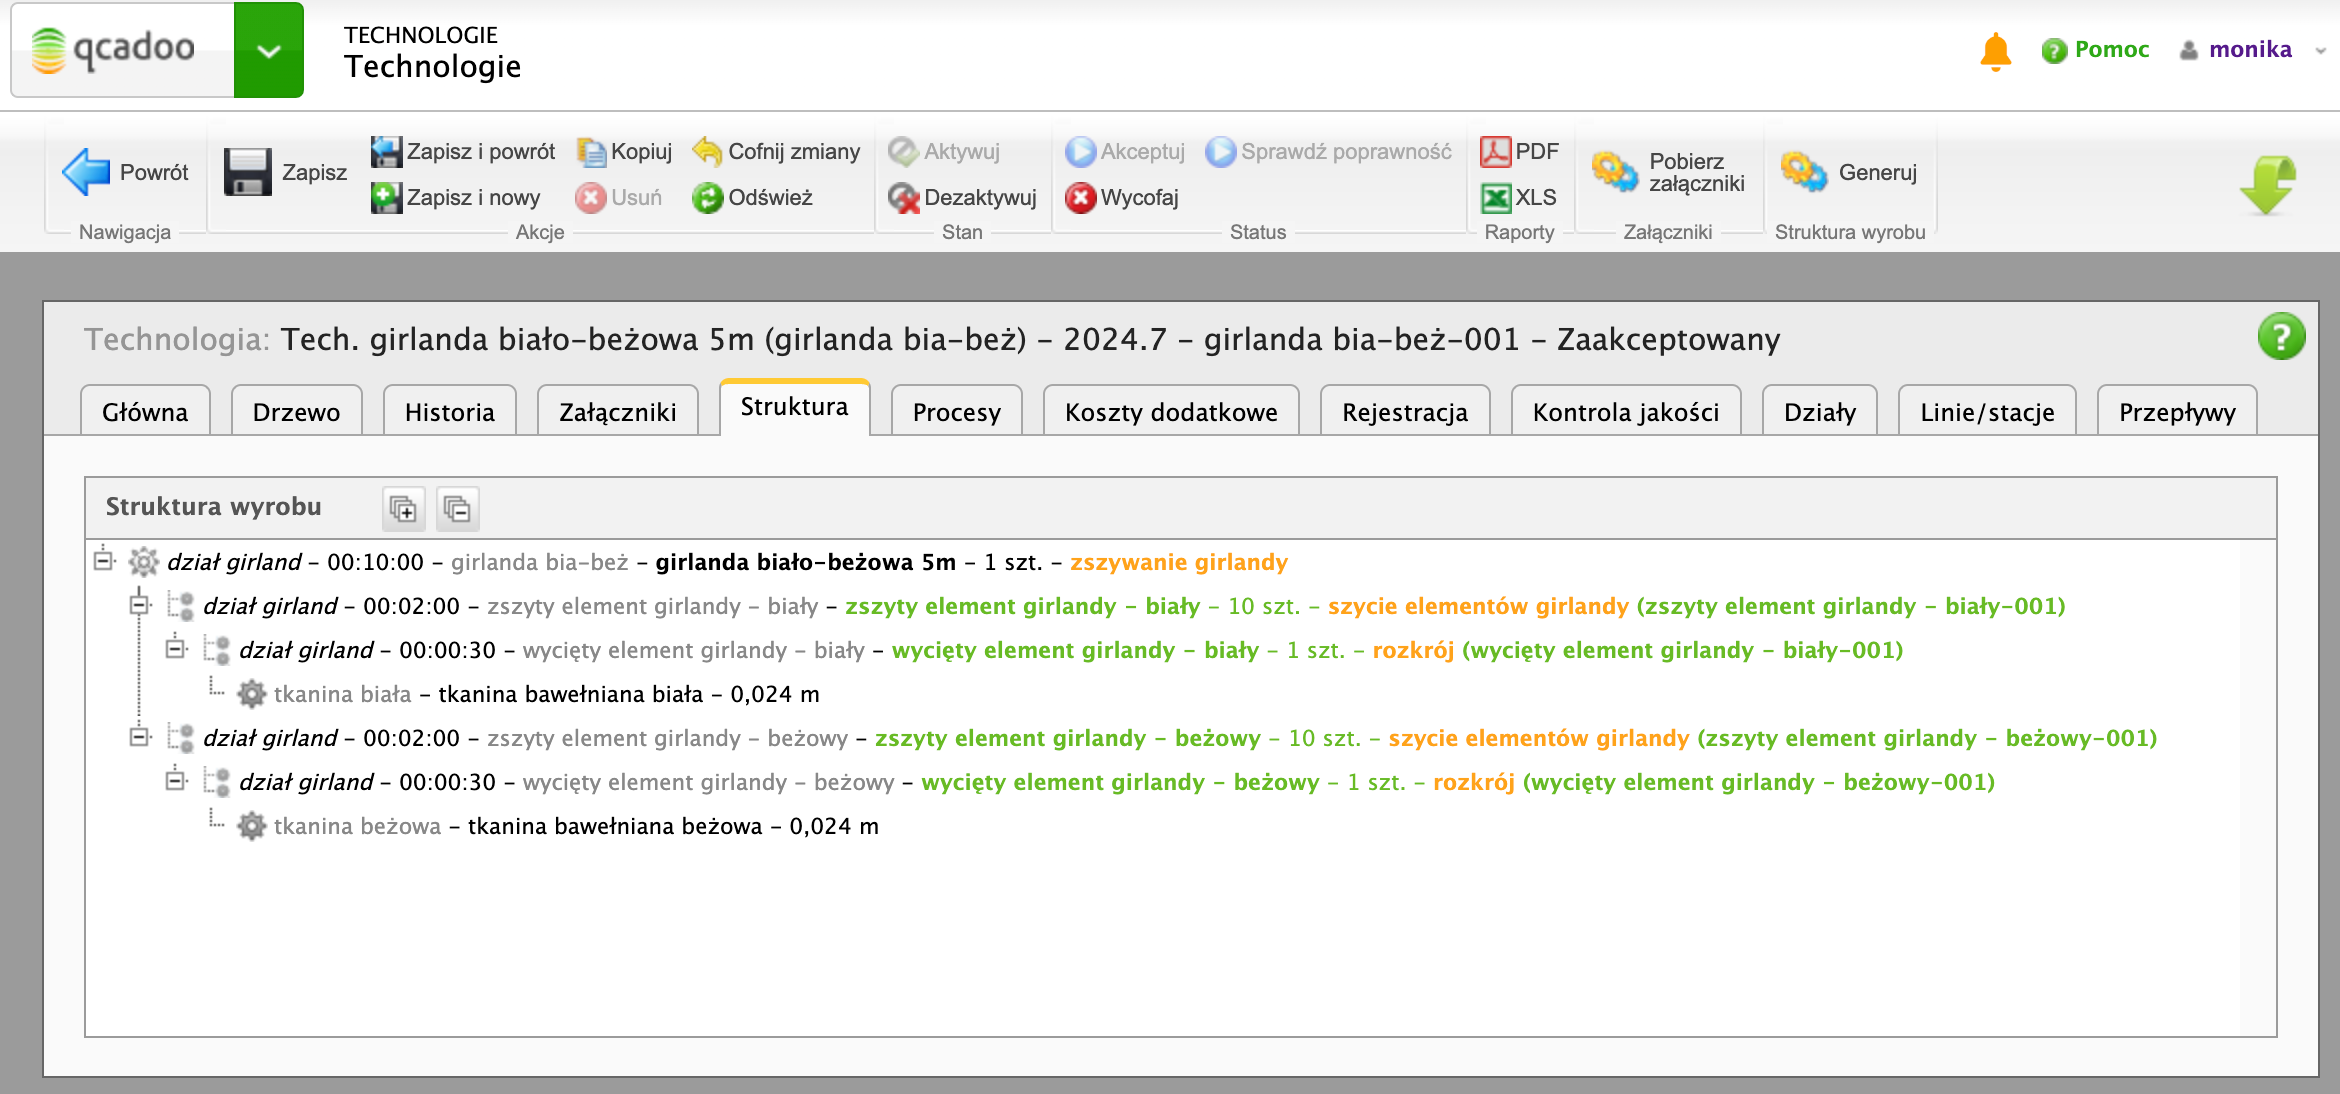 qcadoo
TECHNOLOGIE
Technologie
Pomoc
monika
Powrót
Nawigacja
Zapisz
Zapisz i powrót
Kopiuj
Cofnij zmiany
Zapisz i nowy
Usuń
Odśwież
Akcje
Aktywuj
Dezaktywuj
Stan
Akceptuj
Sprawdź poprawność
Wycofaj
Status
PDF
XLS
Raporty
Pobierz
załączniki
Załączniki
Generuj
Struktura wyrobu
Technologia: Tech. girlanda biało-beżowa 5m (girlanda bia-beż) - 2024.7 - girlanda bia-beż-001 - Zaakceptowany
Główna Drzewo Historia Załączniki Struktura Procesy Koszty dodatkowe Rejestracja Kontrola jakości Działy Linie/stacje Przepływy
Struktura wyrobu
dział girland - 00:10:00 - girlanda bia-beż - girlanda biało-beżowa 5m - 1 szt. - zszywanie girlandy
dział girland - 00:02:00 - zszyty element girlandy - biały - zszyty element girlandy - biały - 10 szt. - szycie elementów girlandy (zszyty element girlandy - biały-001)
dział girland - 00:00:30 - wycięty element girlandy - biały - wycięty element girlandy - biały - 1 szt. - rozkrój (wycięty element girlandy - biały-001)
tkanina biała - tkanina bawełniana biała - 0,024 m
dział girland - 00:02:00 - zszyty element girlandy - beżowy - zszyty element girlandy - beżowy - 10 szt. - szycie elementów girlandy (zszyty element girlandy - beżowy-001)
dział girland - 00:00:30 - wycięty element girlandy - beżowy - wycięty element girlandy - beżowy - 1 szt. - rozkrój (wycięty element girlandy - beżowy-001)
tkanina beżowa - tkanina bawełniana beżowa - 0,024 m